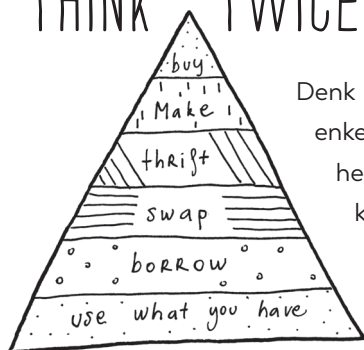 THINK TWICE
buy
Make
thrift
swap
borrow
use what you have
Denk
enke
he
k